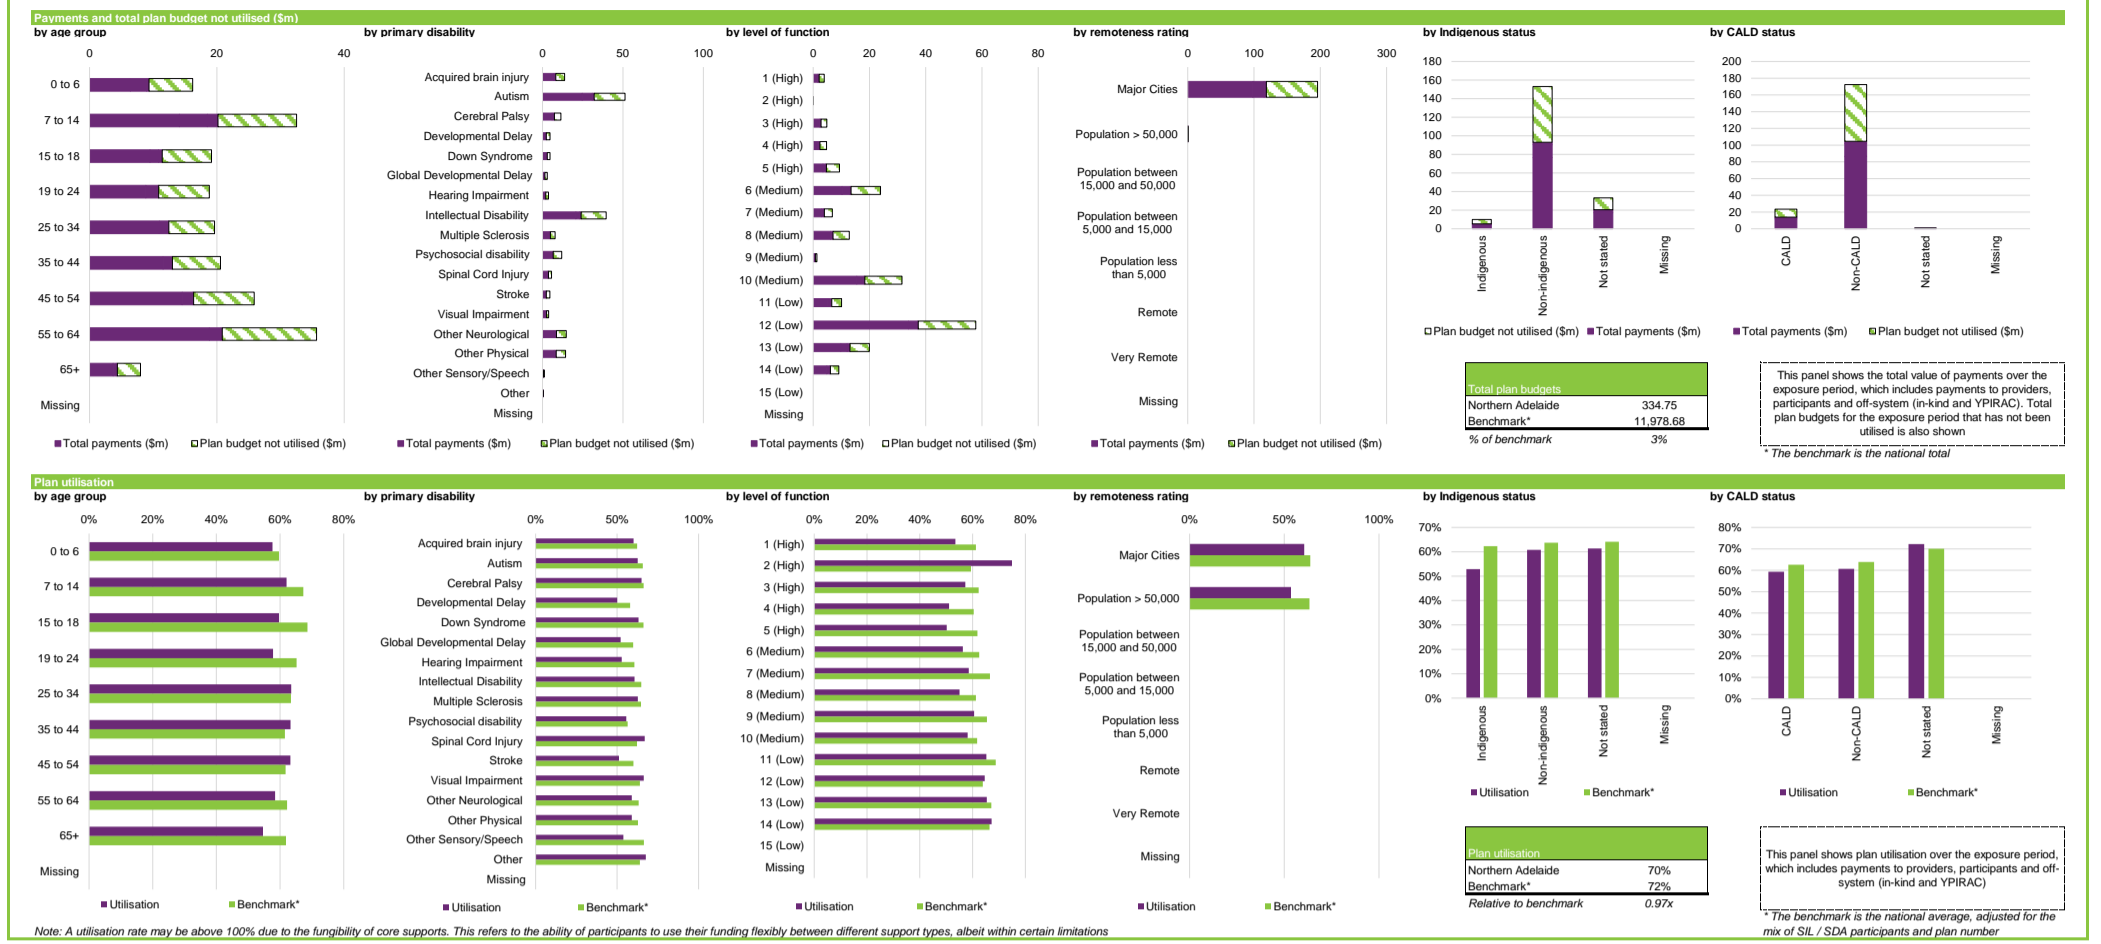 Payments and total plan budget not utilised ($m)
by age group
0 20 40
0 to 6
7 to 14
15 to 18
19 to 24
25 to 34
35 to 44
45 to 54
55 to 64
65+
Missing
Total payments ($m) Plan budget not utilised ($m)
by primary disability
0 50 100
Acquired brain injury
Autism
Cerebral Palsy
Developmental Delay
Down Syndrome
Global Developmental Delay
Hearing Impairment
Intellectual Disability
Multiple Sclerosis
Psychosocial disability
Spinal Cord Injury
Stroke
Visual Impairment
Other Neurological
Other Physical
Other Sensory/Speech
Other
Missing
Total payments ($m) Plan budget not utilised ($m)
by level of function
0 20 40 60 80
1 (High)
2 (High)
3 (High)
4 (High)
5 (High)
6 (Medium)
7 (Medium)
8 (Medium)
9 (Medium)
10 (Medium)
11 (Low)
12 (Low)
13 (Low)
14 (Low)
15 (Low)
Missing
Total payments ($m) Plan budget not utilised ($m)
by remoteness rating
0 100 200 300
Major Cities
Population > 50,000
Population between
15,000 and 50,000
Population between
5,000 and 15,000
Population less
than 5,000
Remote
Very Remote
Missing
Total payments ($m) Plan budget not utilised ($m)
by Indigenous status
180
160
140
120
100
80
60
40
20
0
Indigenous
Non-indigenous
Not stated
Missing
Plan budget not utilised ($m) Total payments ($m)
by CALD status
200
180
160
140
120
100
80
60
40
20
0
CALD
Non-CALD
Not stated
Missing
Total payments ($m) Plan budget not utilised ($m)
Total plan budgets
Northern Adelaide 334.75
Benchmark* 11,978.68
% of benchmark 3%
This panel shows the total value of payments over the
exposure period, which includes payments to providers,
participants and off-system (in-kind and YPIRAC). Total
plan budgets for the exposure period that has not been
utilised is also shown
* The benchmark is the national total
Plan utilisation
by age group
0% 20% 40% 60% 80%
0 to 6
7 to 14
15 to 18
19 to 24
25 to 34
35 to 44
45 to 54
55 to 64
65+
Missing
Utilisation Benchmark*
by primary disability
0% 50% 100%
Acquired brain injury
Autism
Cerebral Palsy
Developmental Delay
Down Syndrome
Global Developmental Delay
Hearing Impairment
Intellectual Disability
Multiple Sclerosis
Psychosocial disability
Spinal Cord Injury
Stroke
Visual Impairment
Other Neurological
Other Physical
Other Sensory/Speech
Other
Missing
Utilisation Benchmark*
by level of function
0% 20% 40% 60% 80%
1 (High)
2 (High)
3 (High)
4 (High)
5 (High)
6 (Medium)
7 (Medium)
8 (Medium)
9 (Medium)
10 (Medium)
11 (Low)
12 (Low)
13 (Low)
14 (Low)
15 (Low)
Missing
Utilisation Benchmark*
by remoteness rating
0% 50% 100%
Major Cities
Population > 50,000
Population between
15,000 and 50,000
Population between
5,000 and 15,000
Population less
than 5,000
Remote
Very Remote
Missing
Utilisation Benchmark*
by Indigenous status
70%
60%
50%
40%
30%
20%
10%
0%
Indigenous
Non-indigenous
Not stated
Missing
Utilisation Benchmark*
by CALD status
80%
70%
60%
50%
40%
30%
20%
10%
0%
CALD
Non-CALD
Not stated
Missing
Utilisation Benchmark*
Plan utilisation
Northern Adelaide 70%
Benchmark* 72%
Relative to benchmark 0.97x
This panel shows plan utilisation over the exposure period,
which includes payments to providers, participants and off-
system (in-kind and YPIRAC)
* The benchmark is the national average, adjusted for the
mix of SIL / SDA participants and plan number
Note: A utilisation rate may be above 100% due to the fungibility of core supports. This refers to the ability of participants to use their funding flexibly between different support types, albeit within certain limitations